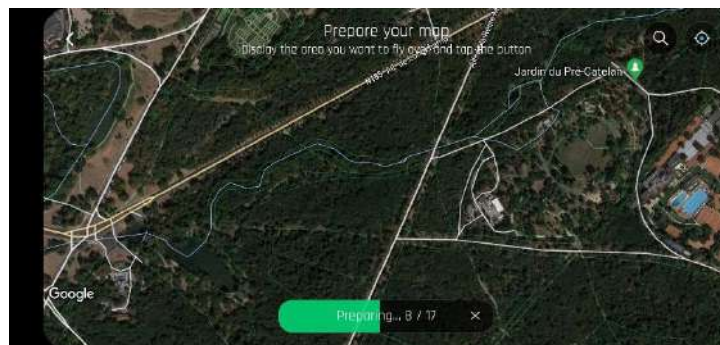 Prepare your map
Display the area you want to fly over and tap the button
Jardin du Pré-Catelan
Google
Preparing... 8 / 17